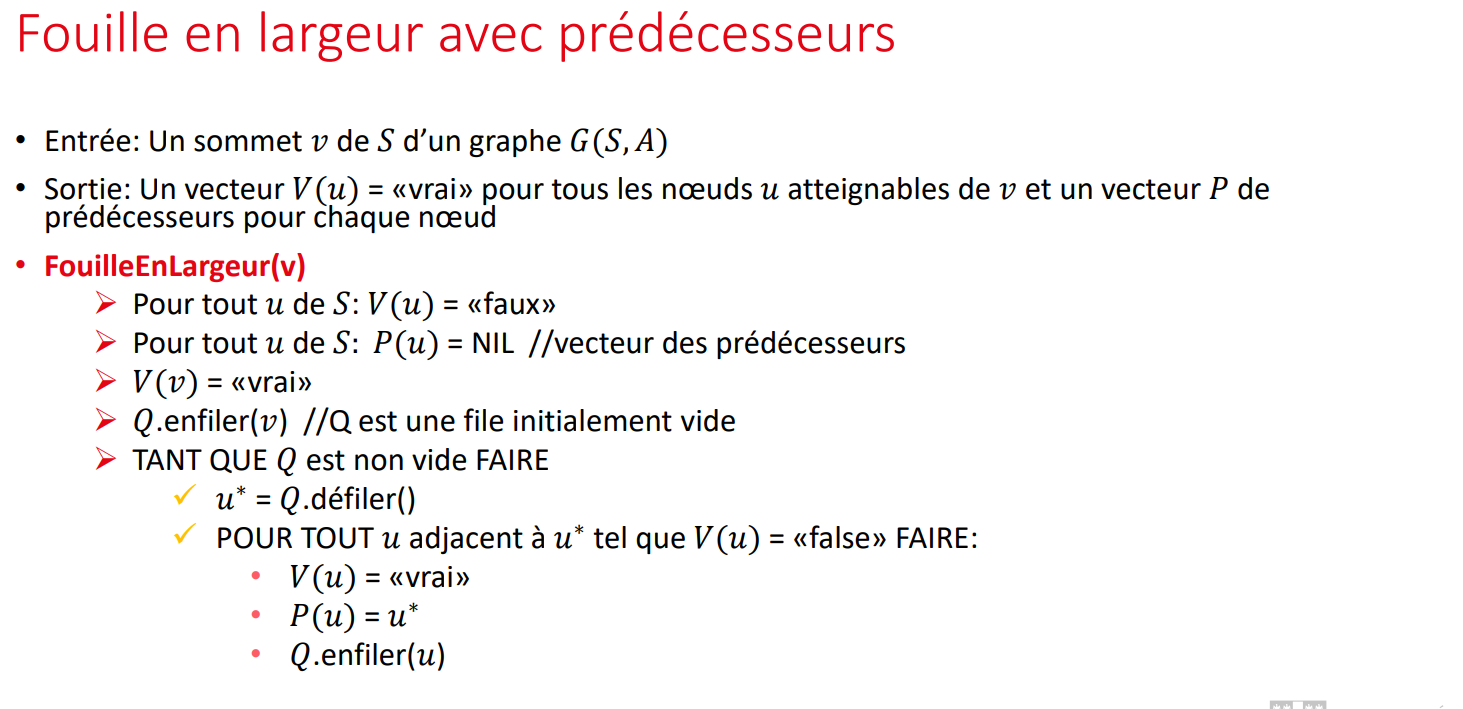 Fouille en largeur avec prédécesseurs
• Entrée: Un sommet v de S d’un graphe G(S, A)
• Sortie: Un vecteur V(u) = «vrai» pour tous les nœuds u atteignables de v et un vecteur P de
prédécesseurs pour chaque nœud
• FouilleEnLargeur(v)
➢ Pour tout u de S: V(u) = «faux»
➢ Pour tout u de S: P(u) = NIL //vecteur des prédécesseurs
➢ V(v) = «vrai»
➢ Q.enfiler(v) //Q est une file initialement vide
➢ TANT QUE Q est non vide FAIRE
✓ u* = Q.défiler()
✓ POUR TOUT u adjacent à u* tel que V(u) = «false» FAIRE:
• V(u) = «vrai»
• P(u) = u*
• Q.enfiler(u)